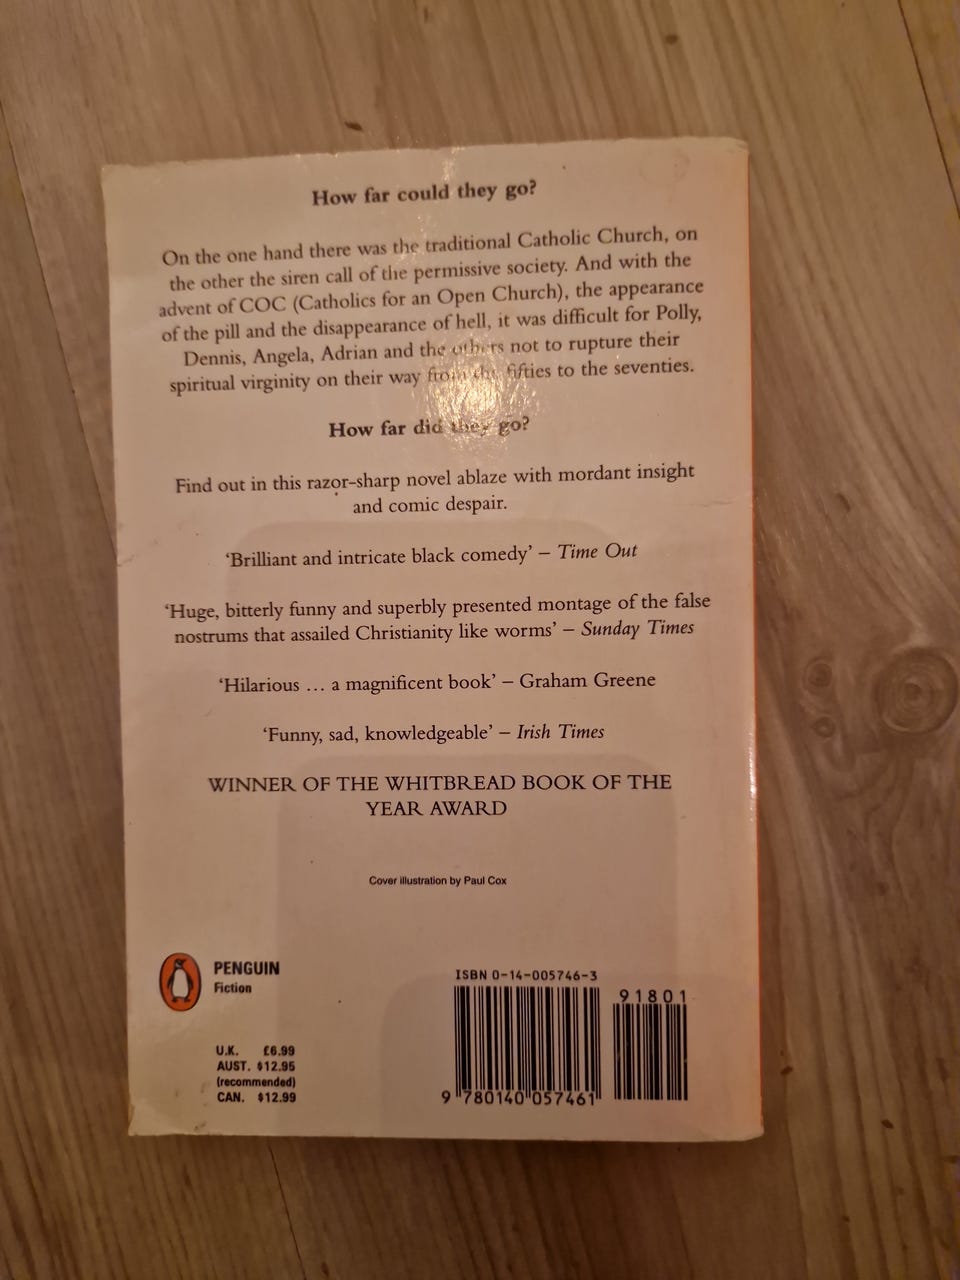 How far could they go?
On the one hand there was the traditional Catholic Church, on
the other the siren call of the permissive society. And with the
advent of COC (Catholics for an Open Church), the appearance
of the pill and the disappearance of hell, it was difficult for Polly,
Dennis, Angela, Adrian and the others not to rupture their
spiritual virginity on their way from the fifties to the seventies.
How far did they go?
Find out in this razor-sharp novel ablaze with mordant insight
and comic despair.
‘Brilliant and intricate black comedy’ – Time Out
‘Huge, bitterly funny and superbly presented montage of the false
nostrums that assailed Christianity like worms’ – Sunday Times
‘Hilarious … a magnificent book’ – Graham Greene
‘Funny, sad, knowledgeable’ – Irish Times
WINNER OF THE WHITBREAD BOOK OF THE
YEAR AWARD
Cover illustration by Paul Cox
PENGUIN
Fiction
U.K. £6.99
AUST. $12.95
(recommended)
CAN. $12.99
ISBN 0-14-005746-3
91801
9 780140 057461